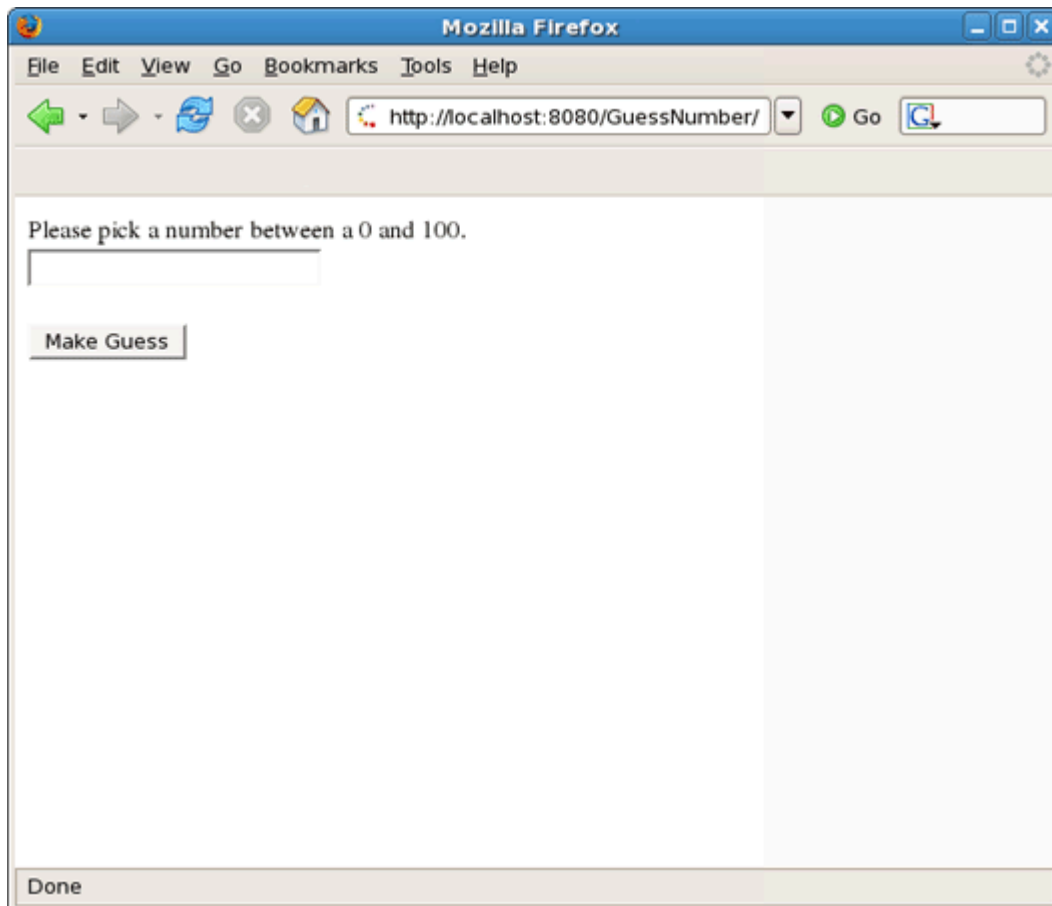 Mozilla Firefox
File Edit View Go Bookmarks Tools Help
http://localhost:8080/GuessNumber/ Go G
Please pick a number between a 0 and 100.
Make Guess
Done